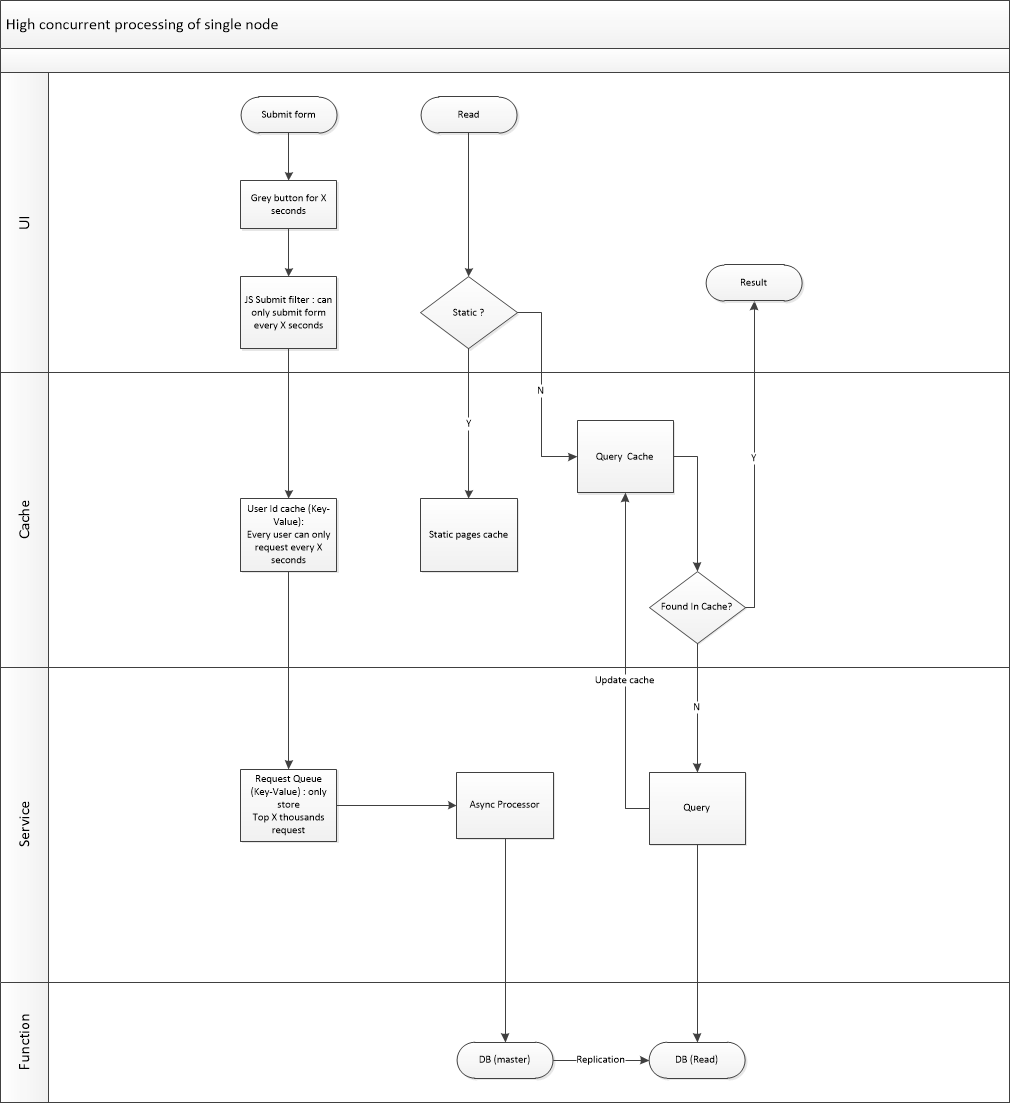 High concurrent processing of single node
UI
Submit form
Read
Grey button for X
seconds
Result
JS Submit filter : can
only submit form
every X seconds
Static ?
Cache
N
Y
Query Cache
Y
User Id cache (Key-
Value):
Every user can only
request every X
seconds
Static pages cache
Found In Cache?
Service
Update cache
N
Request Queue
(Key-Value) : only
store
Top X thousands
request
Async Processor
Query
Function
DB (master)
Replication
DB (Read)